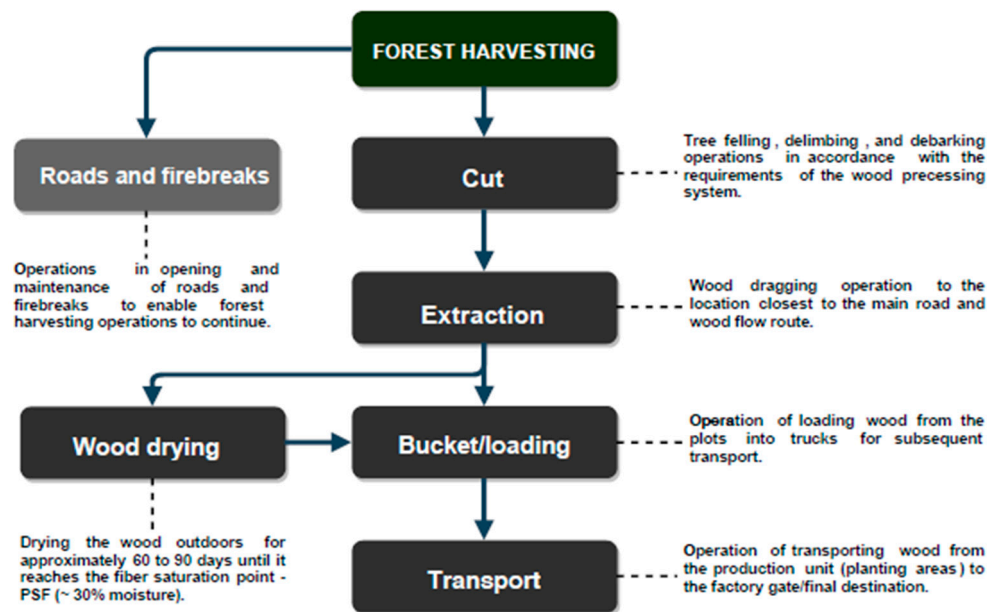 FOREST HARVESTING
Roads and firebreaks
Operations in opening and
maintenance of roads and
firebreaks to enable forest
harvesting operations to continue.
Cut
Tree felling , delimbing , and debarking
operations in accordance with the
requirements of the wood precessing
system.
Extraction
Wood dragging operation to the
location closest to the main road and
wood flow route.
Wood drying
Drying the wood outdoors for
approximately 60 to 90 days until it
reaches the fiber saturation point -
PSF (~ 30% moisture).
Bucket/loading
Operation of loading wood from the
plots into trucks for subsequent
transport.
Transport
Operation of transporting wood from
the production unit (planting areas ) to
the factory gate/final destination.